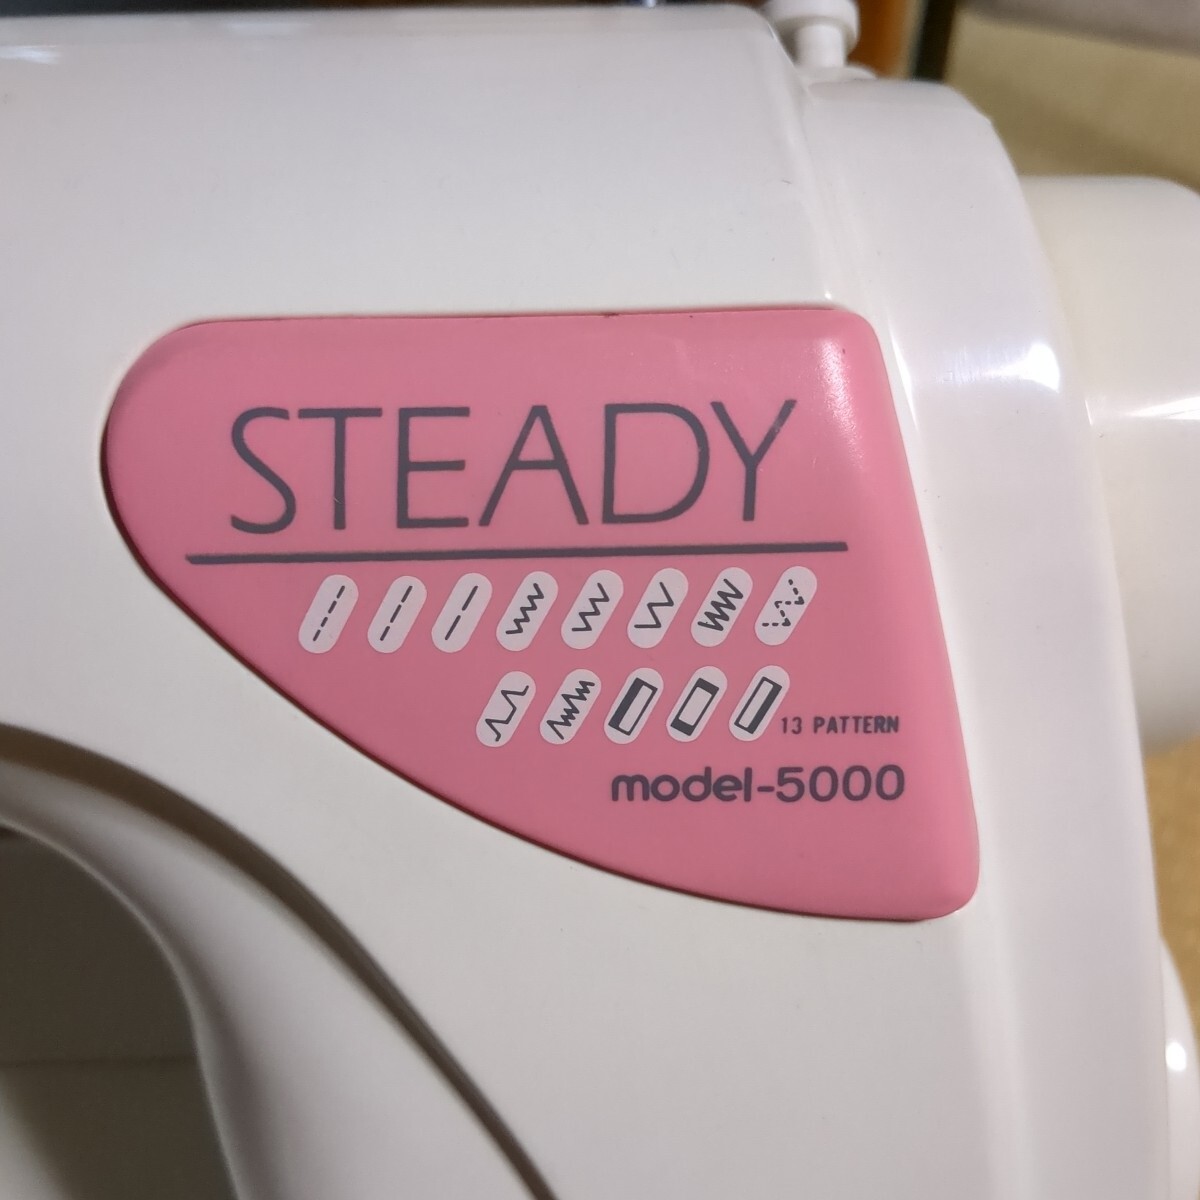 STEADY
13 PATTERN
model-5000